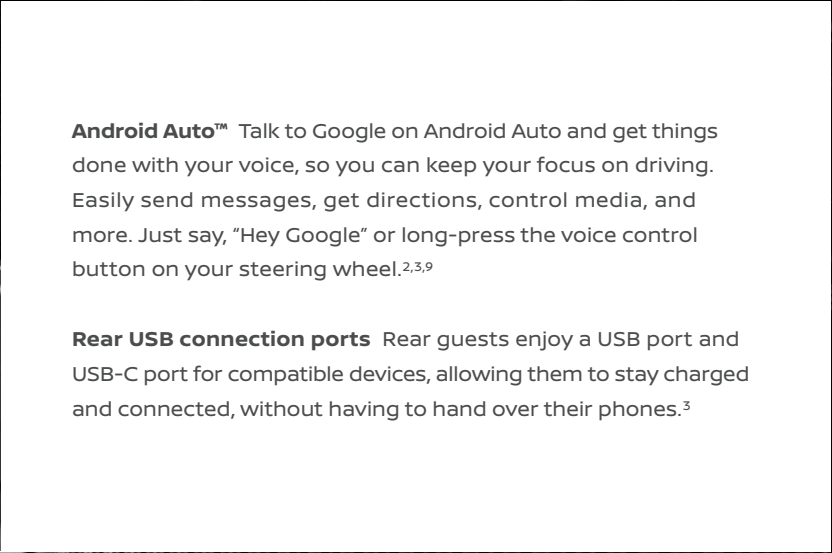 Android Auto™ Talk to Google on Android Auto and get things
done with your voice, so you can keep your focus on driving.
Easily send messages, get directions, control media, and
more. Just say, “Hey Google” or long-press the voice control
button on your steering wheel.2,3,9
Rear USB connection ports Rear guests enjoy a USB port and
USB-C port for compatible devices, allowing them to stay charged
and connected, without having to hand over their phones.3